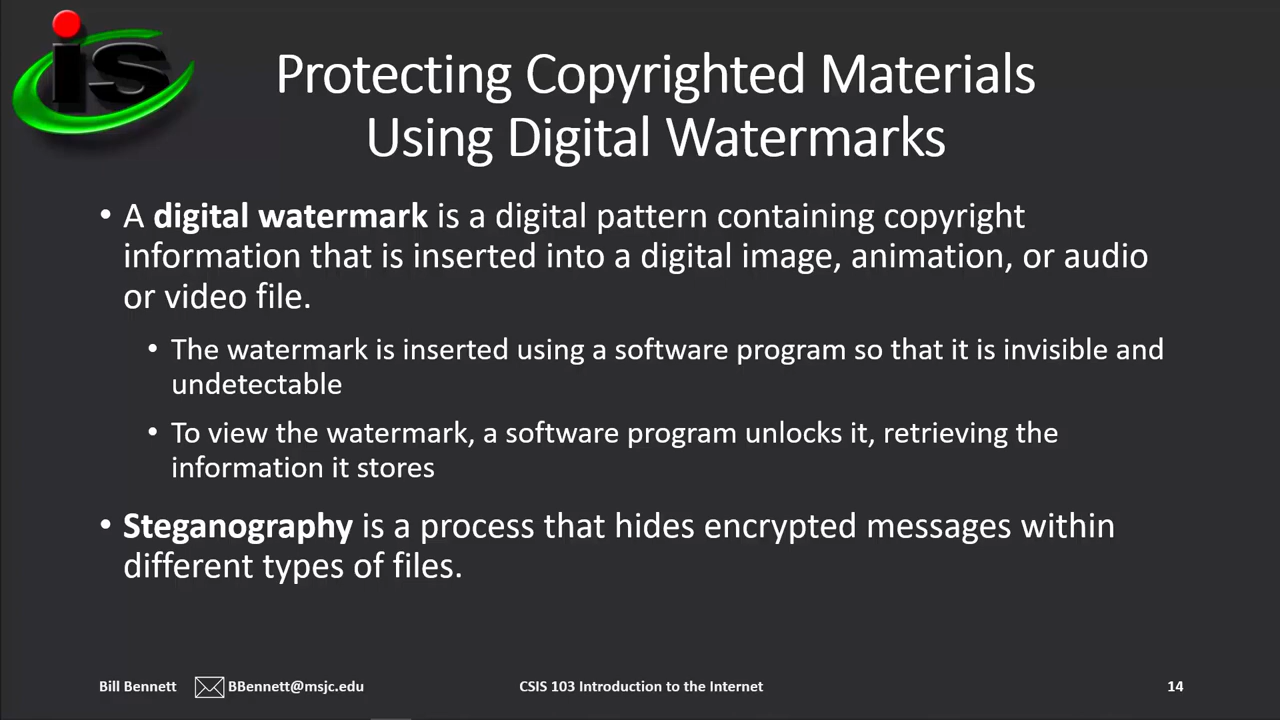 is
Protecting Copyrighted Materials
Using Digital Watermarks
• A digital watermark is a digital pattern containing copyright
information that is inserted into a digital image, animation, or audio
or video file.
• The watermark is inserted using a software program so that it is invisible and
undetectable
• To view the watermark, a software program unlocks it, retrieving the
information it stores
• Steganography is a process that hides encrypted messages within
different types of files.
Bill Bennett BBennett@msjc.edu CSIS 103 Introduction to the Internet 14